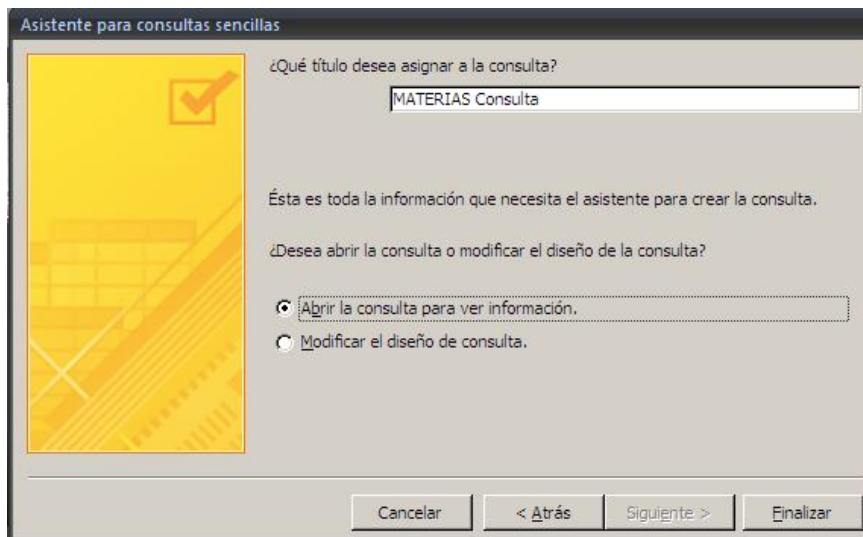 Asistente para consultas sencillas
¿Qué título desea asignar a la consulta?
MATERIAS Consulta
Ésta es toda la información que necesita el asistente para crear la consulta.
¿Desea abrir la consulta o modificar el diseño de la consulta?
Abrir la consulta para ver información.
Modificar el diseño de consulta.
Cancelar < Atrás Siguiente > Finalizar